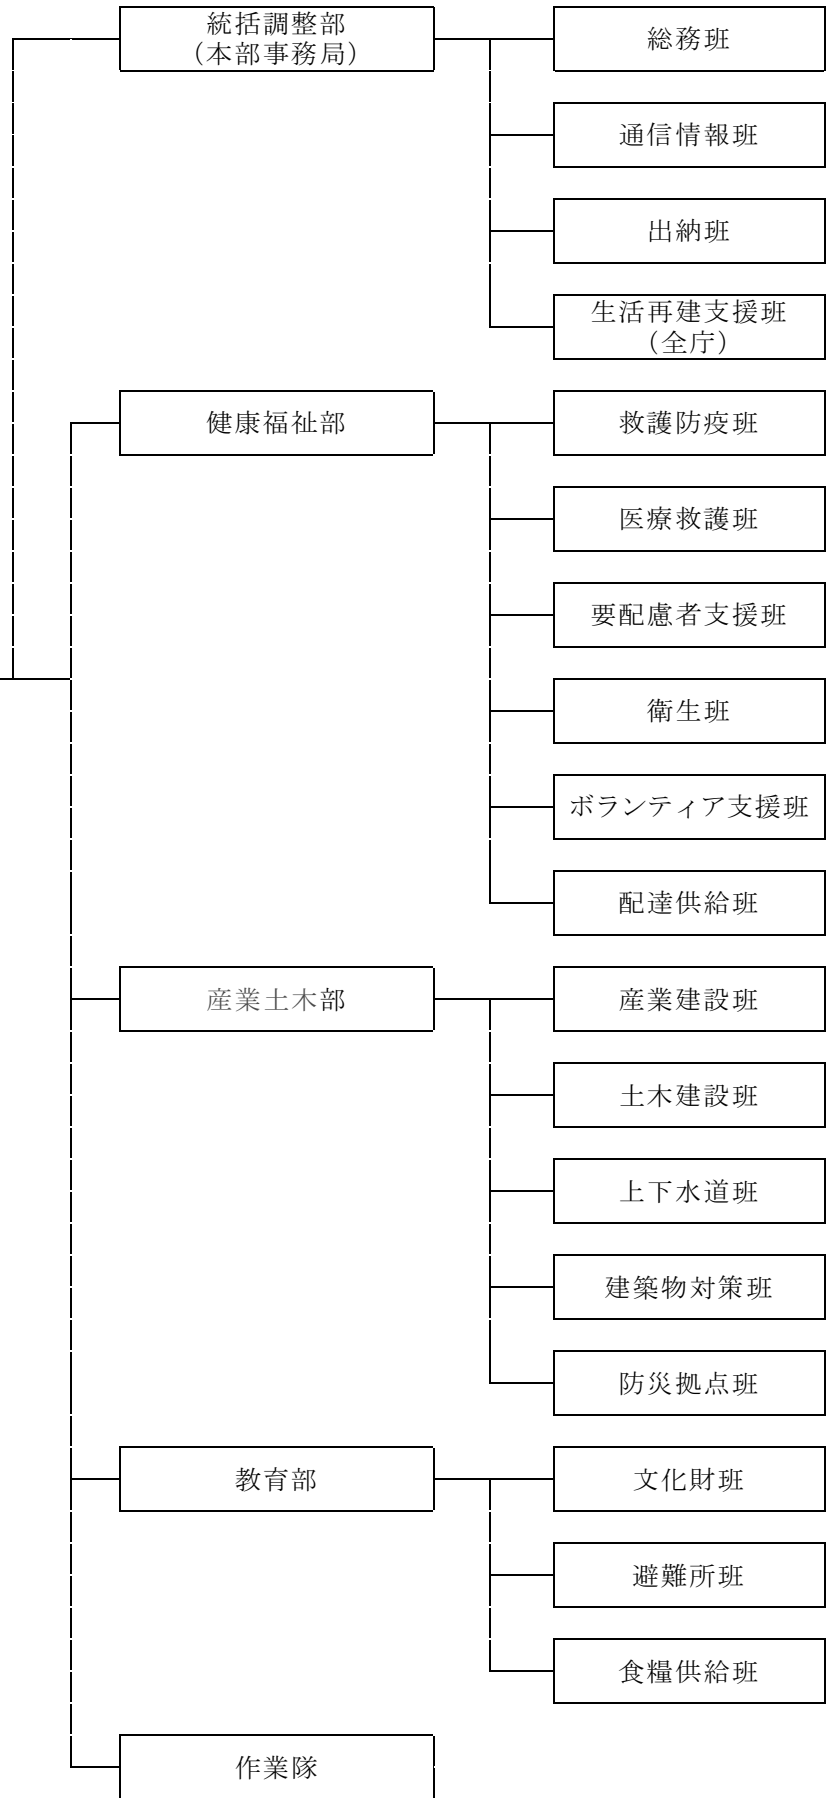 統括調整部
（本部事務局）
総務班
通信情報班
出納班
生活再建支援班
（全庁）
健康福祉部
救護防疫班
医療救護班
要配慮者支援班
衛生班
ボランティア支援班
配達供給班
産業土木部
産業建設班
土木建設班
上下水道班
建築物対策班
防災拠点班
教育部
文化財班
避難所班
食糧供給班
作業隊